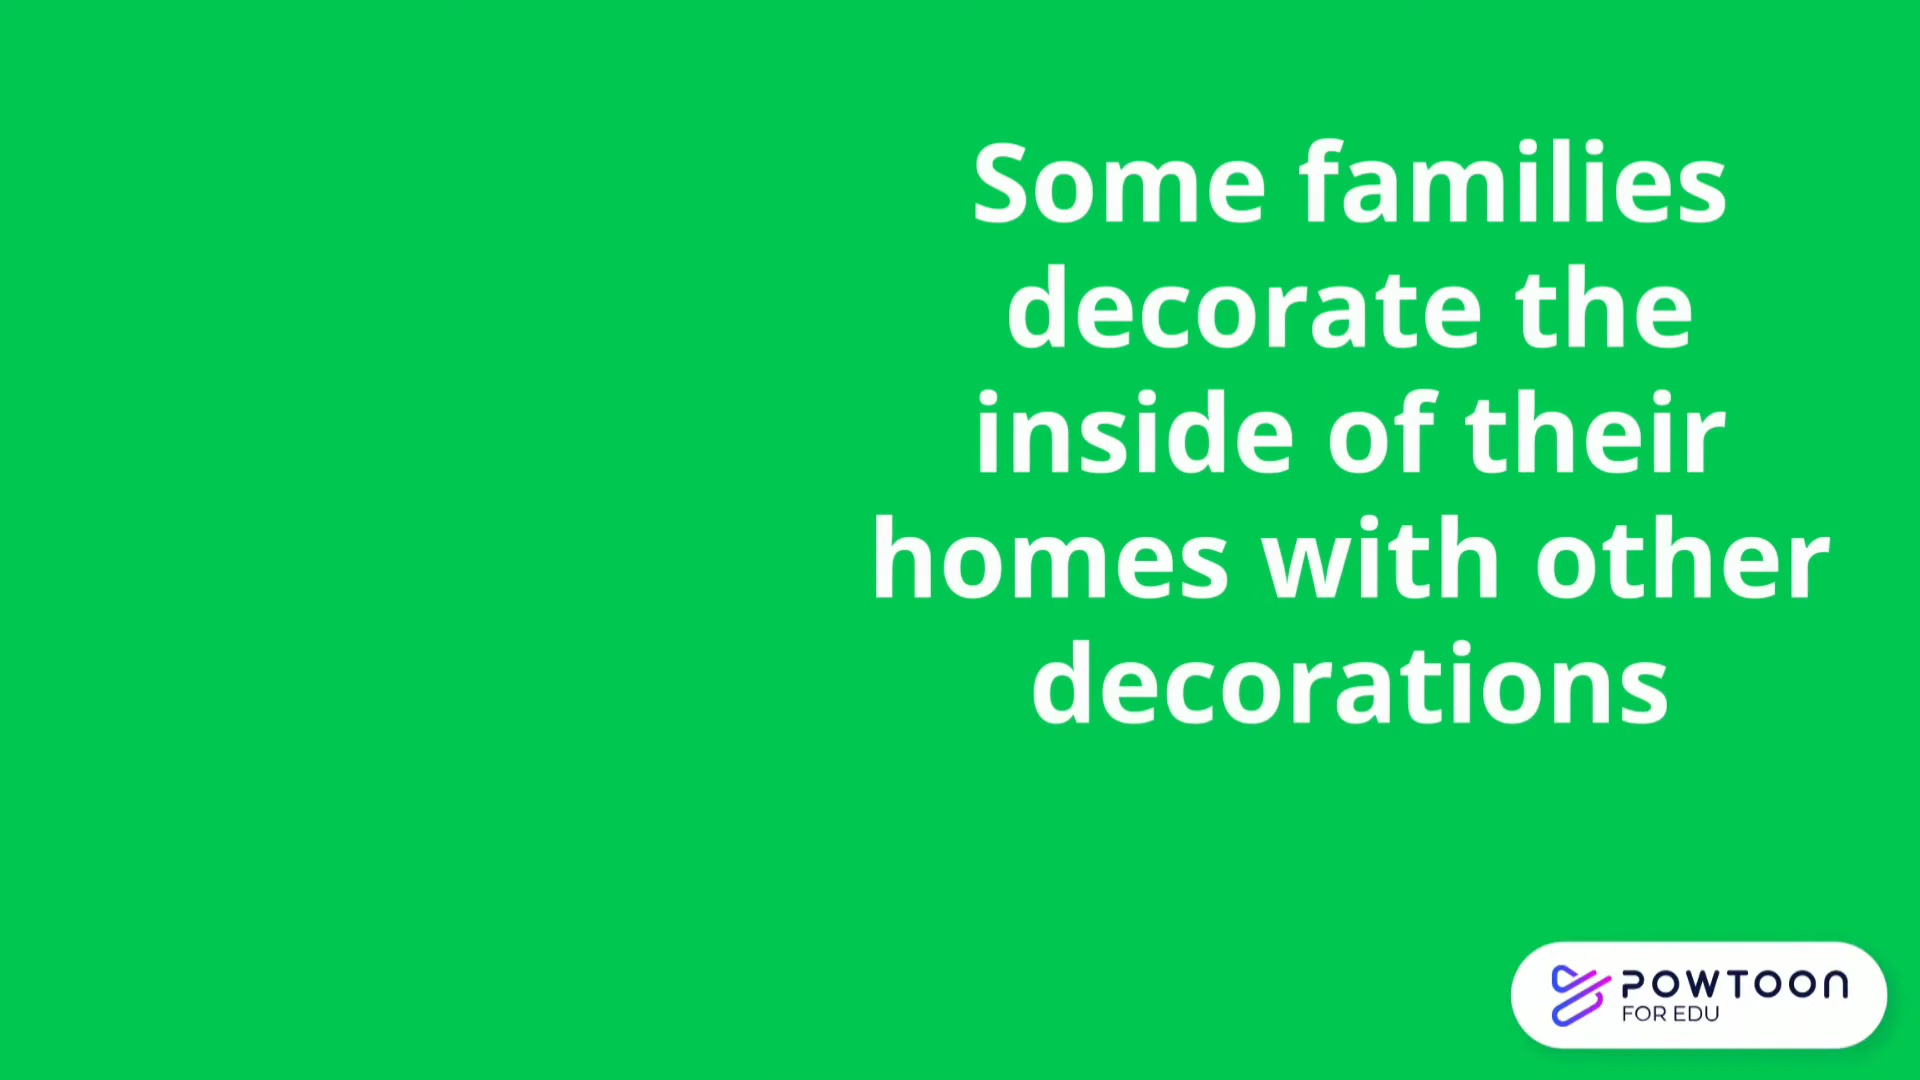 Some families
decorate the
inside of their
homes with other
decorations
POWTOON
FOR EDU